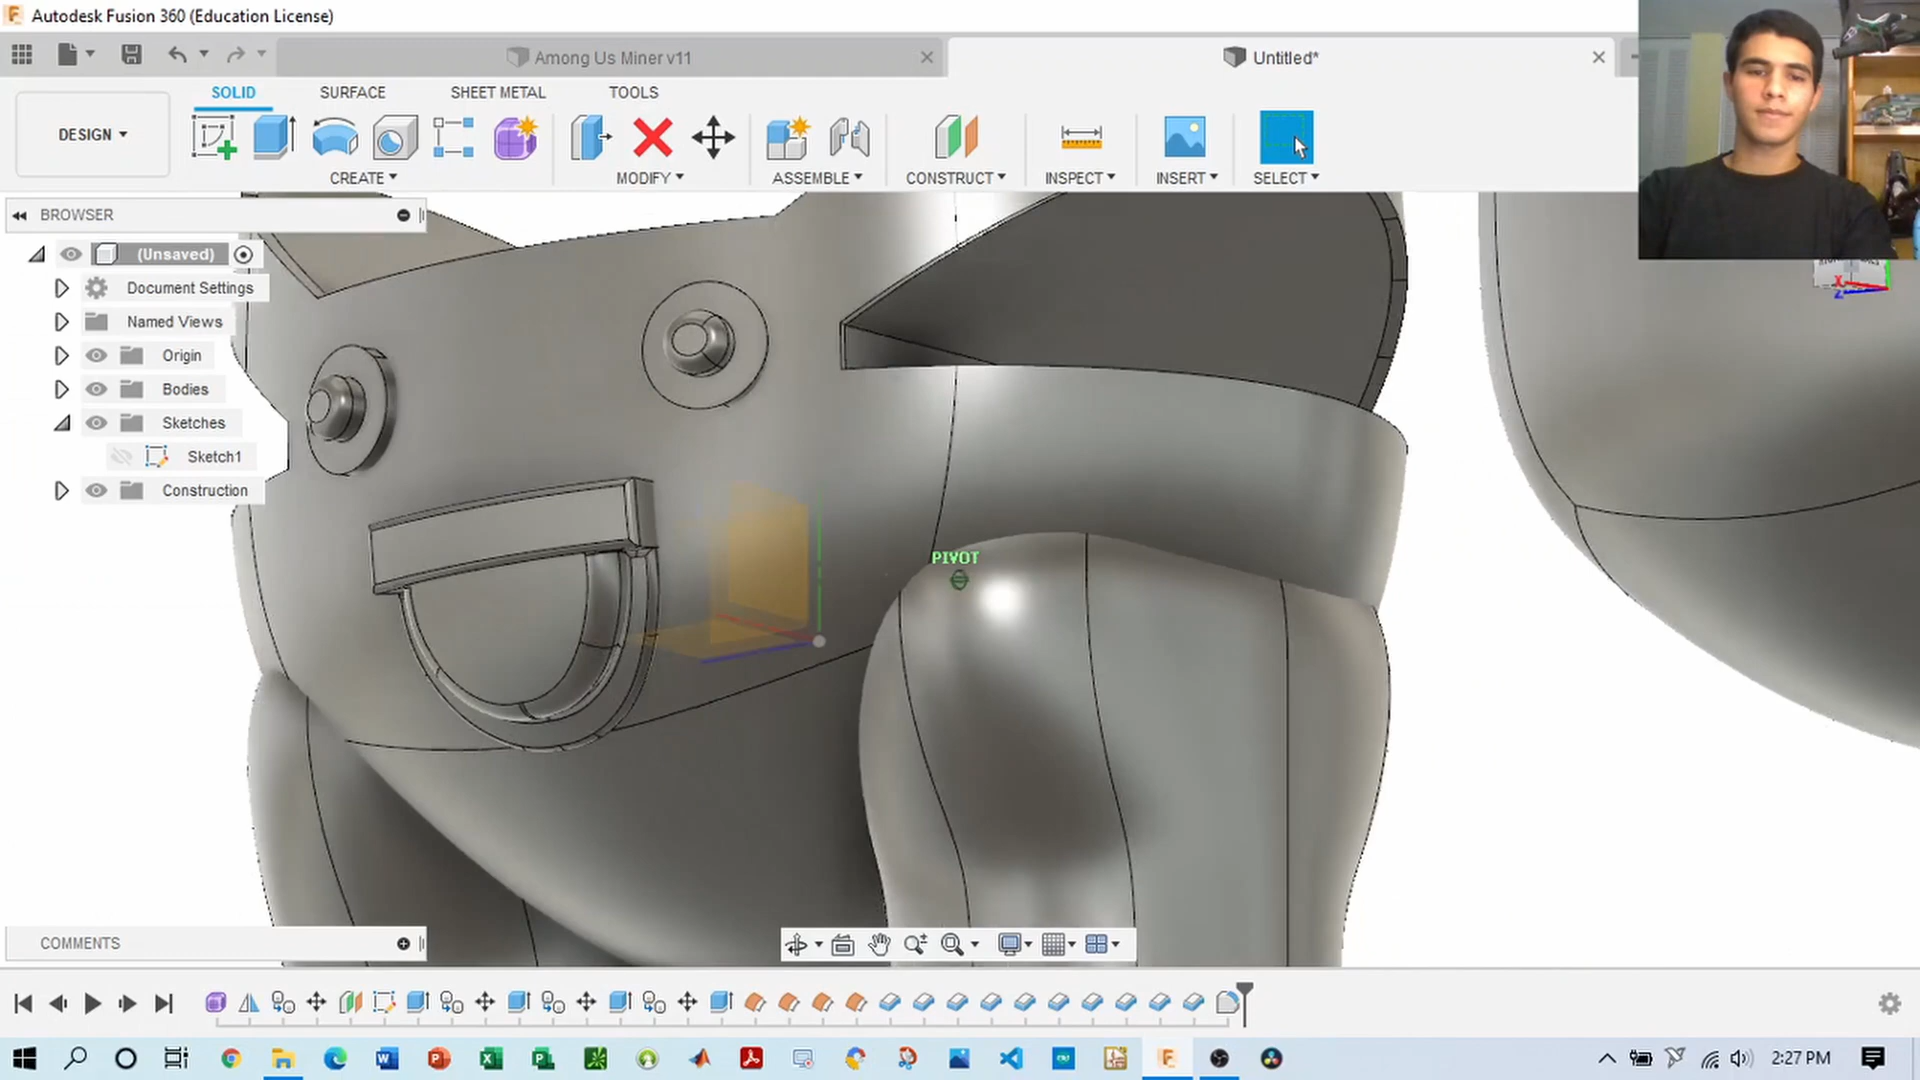 Autodesk Fusion 360 (Education License)
Among Us Miner v11
Untitled*
SOLID
SURFACE
SHEET METAL
TOOLS
DESIGN
CREATE
MODIFY
ASSEMBLE
CONSTRUCT
INSPECT
INSERT
SELECT
BROWSER
(Unsaved)
Document Settings
Named Views
Origin
Bodies
Sketches
Sketch1
Construction
PIVOT
X
Z
COMMENTS
2:27 PM